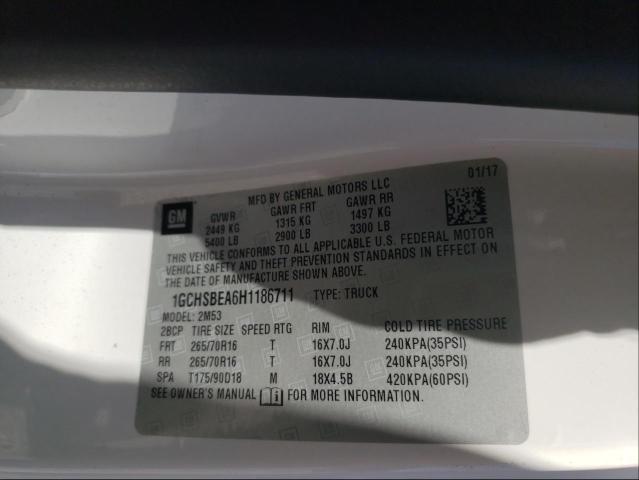 MFD BY GENERAL MOTORS LLC 01/17
GM GVWR GAWR FRT GAWR RR
2449 KG 1315 KG 1497 KG
5400 LB 2900 LB 3300 LB
THIS VEHICLE CONFORMS TO ALL APPLICABLE U.S. FEDERAL MOTOR
VEHICLE SAFETY AND THEFT PREVENTION STANDARDS IN EFFECT ON
THE DATE OF MANUFACTURE SHOWN ABOVE.
1GCHSBEA6H1186711 TYPE: TRUCK
MODEL: 2M53
2BCP TIRE SIZE SPEED RTG RIM COLD TIRE PRESSURE
FRT 265/70R16 T 16X7.0J 240KPA(35PSI)
RR 265/70R16 T 16X7.0J 240KPA(35PSI)
SPA T175/90D18 M 18X4.5B 420KPA(60PSI)
SEE OWNER'S MANUAL FOR MORE INFORMATION.